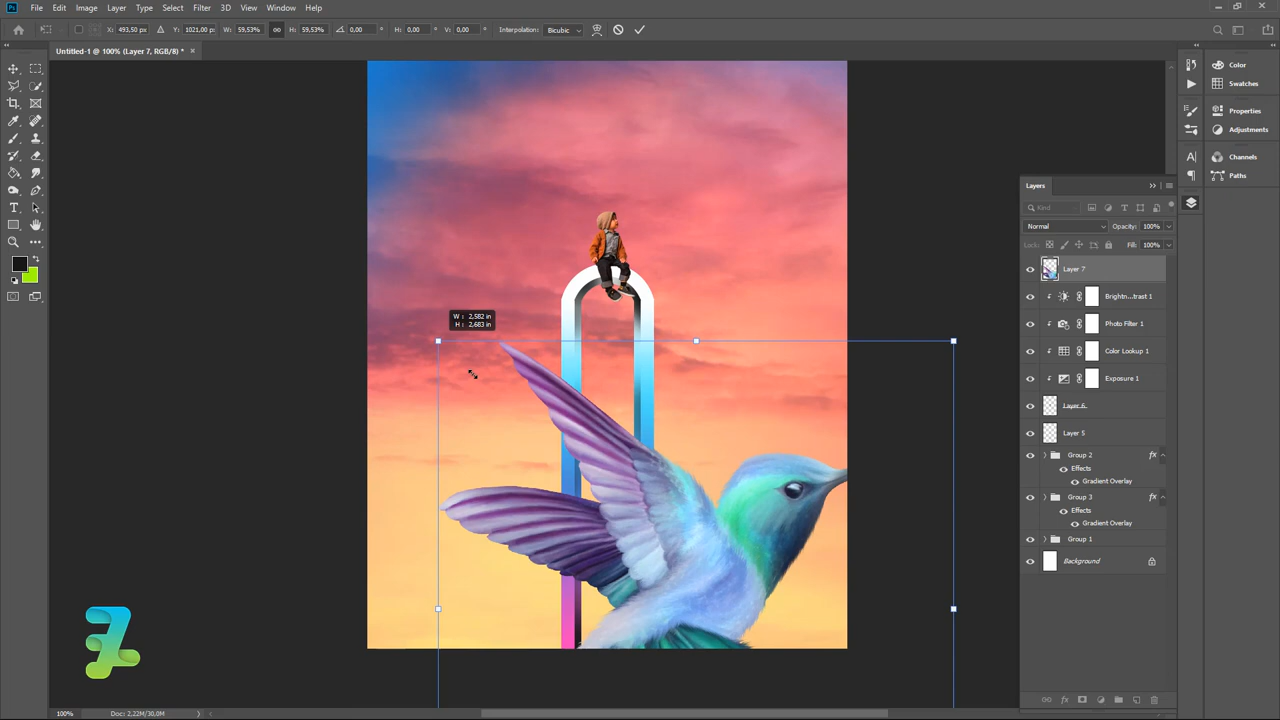 Ps File Edit Image Layer Type Select Filter 3D View Window Help
X: 493,50 px Y: 1021,00 px W: 59,53% H: 59,53% 0,00 ° H: 0,00 ° V: 0,00 ° Interpolation: Bicubic
Untitled-1 @ 100% (Layer 7, RGB/8) * ×
Color
Swatches
Properties
Adjustments
Channels
Paths
Layers
Kind
Normal Opacity: 100%
Lock: Fill: 100%
Layer 7
Brightn...trast 1
Photo Filter 1
Color Lookup 1
Exposure 1
Layer 6
Layer 5
Group 2 fx
Effects
Gradient Overlay
Group 3 fx
Effects
Gradient Overlay
Group 1
Background
W : 2,582 in
H : 2,683 in
100% Doc: 2,22M/30,0M